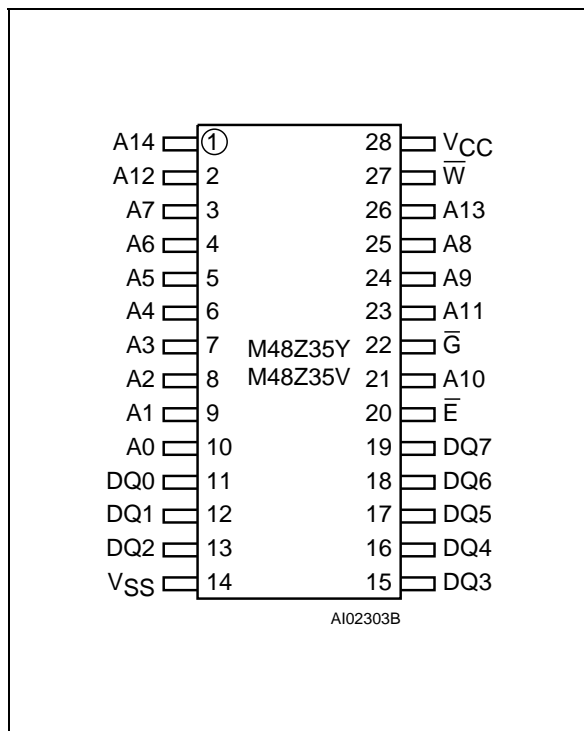 A14 1 28 VCC
A12 2 27 W̅
A7 3 26 A13
A6 4 25 A8
A5 5 24 A9
A4 6 23 A11
A3 7 M48Z35Y 22 G̅
A2 8 M48Z35V 21 A10
A1 9 20 E̅
A0 10 19 DQ7
DQ0 11 18 DQ6
DQ1 12 17 DQ5
DQ2 13 16 DQ4
VSS 14 15 DQ3
AI02303B